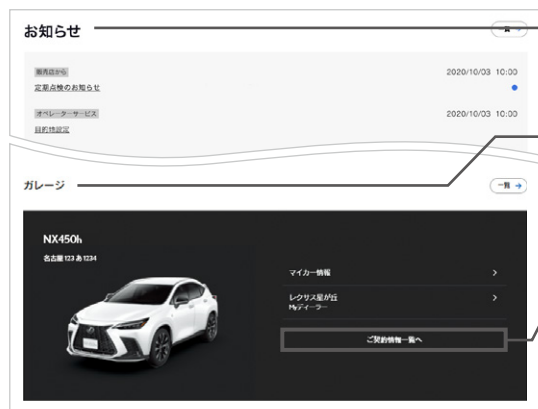 お知らせ
一覧 →
販売店から
2020/10/03 10:00
定期点検のお知らせ
オペレーターサービス
2020/10/03 10:00
目的地設定
ガレージ
一覧 →
NX450h
名古屋 123 あ 1234
マイカー情報
レクサス星が丘
Myディーラー
ご契約情報一覧へ